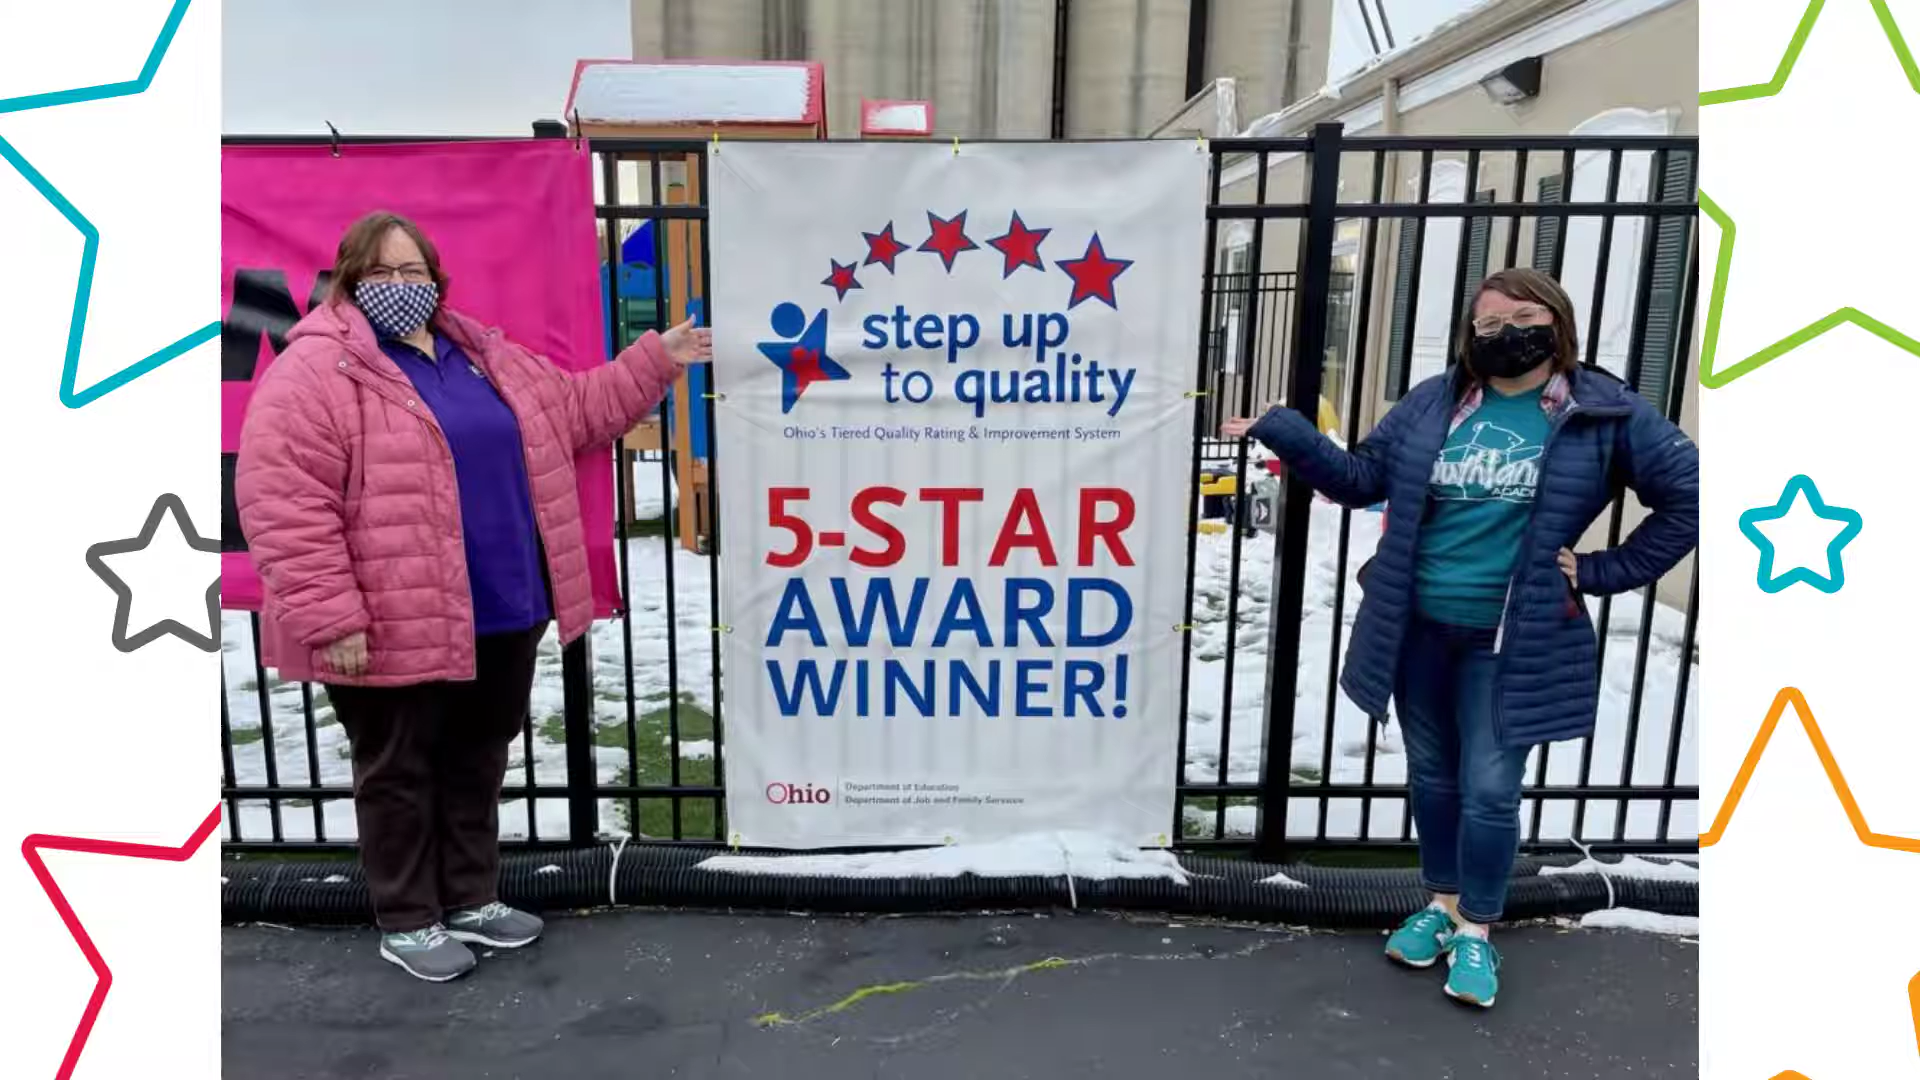 step up
to quality
Ohio's Tiered Quality Rating & Improvement System
5-STAR
AWARD
WINNER!
Ohio
Department of Education
Department of Job and Family Services